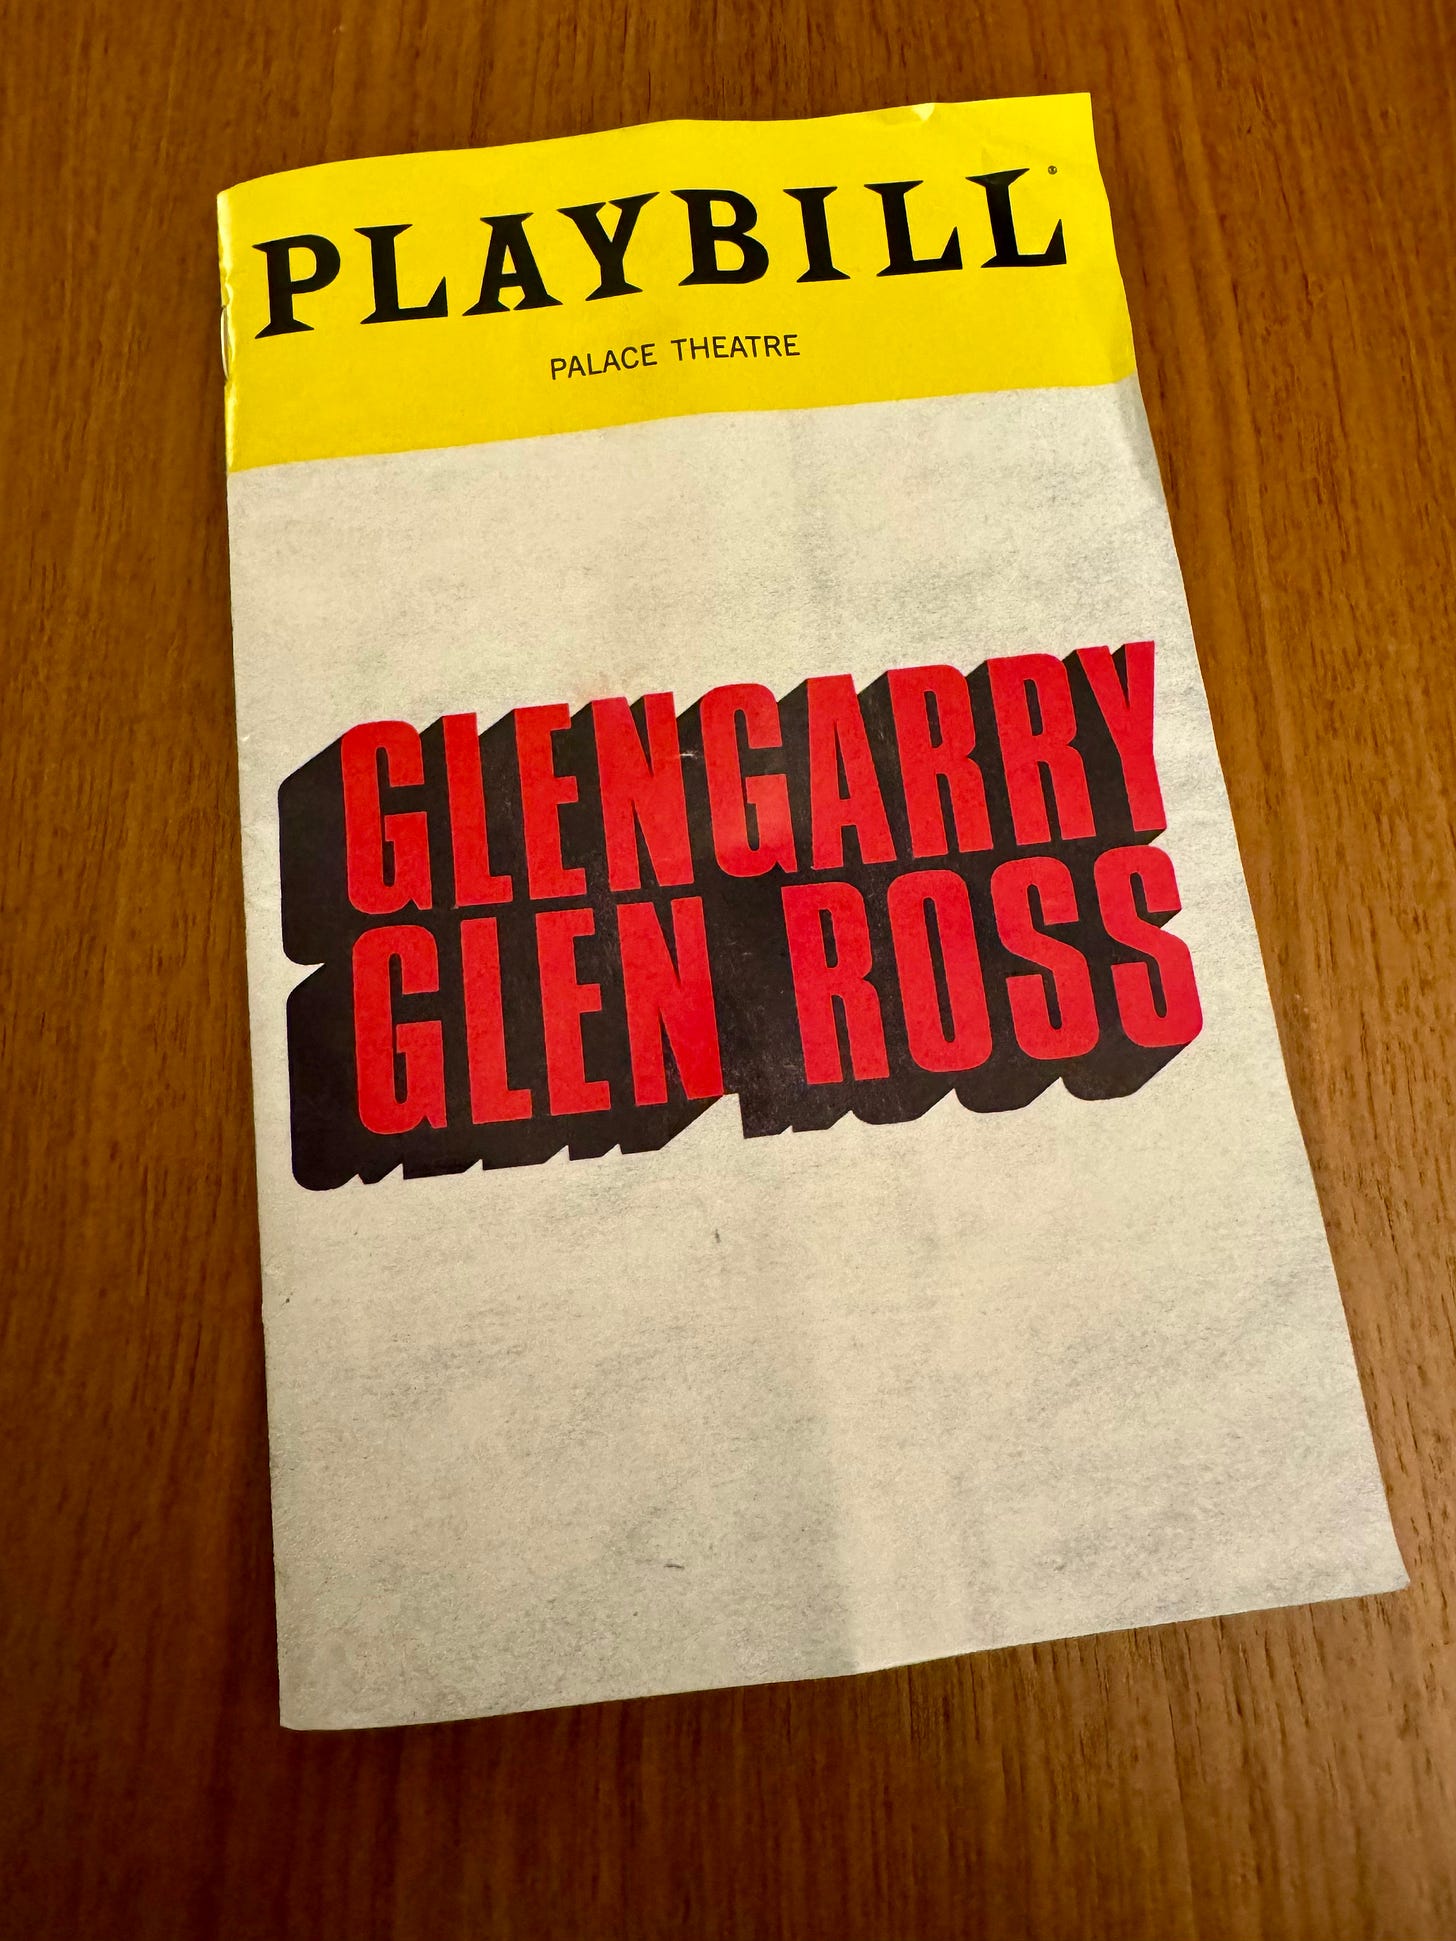 PLAYBILL®
PALACE THEATRE
GLENGARRY
GLEN ROSS